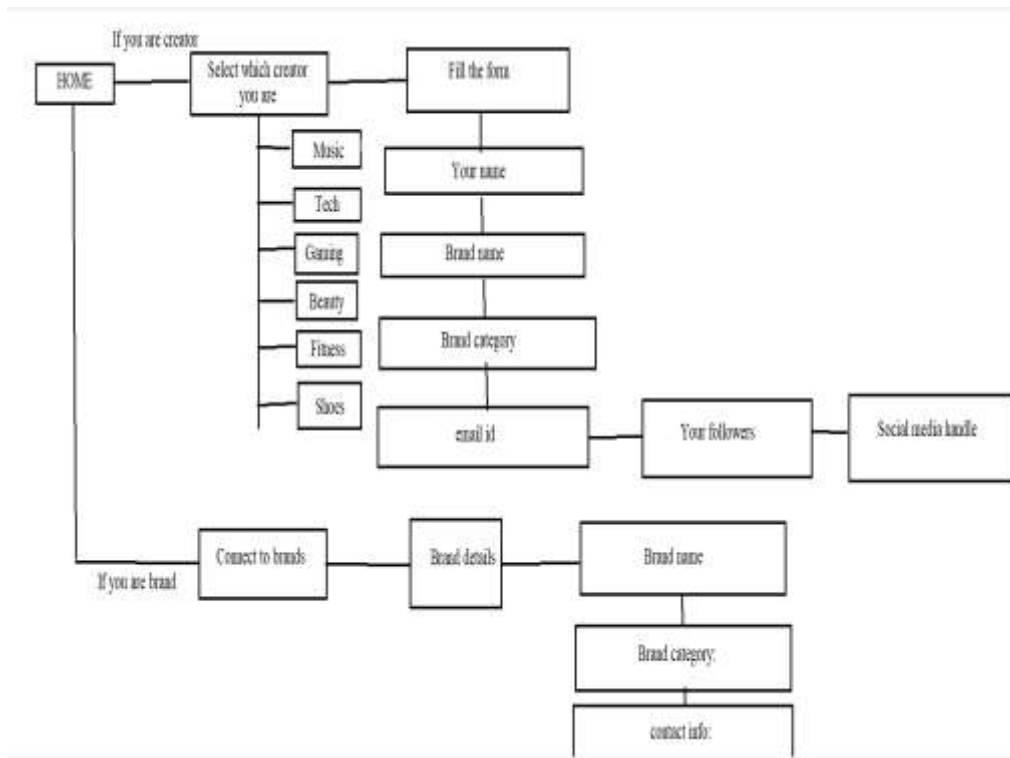 If you are creator
HOME
Select which creator
you are
Fill the form
Music
Tech
Gaming
Beauty
Fitness
Shoes
Your name
Brand name
Brand category
email id
Your followers
Social media handle
If you are brand
Connect to brands
Brand details
Brand name
Brand category:
contact info: